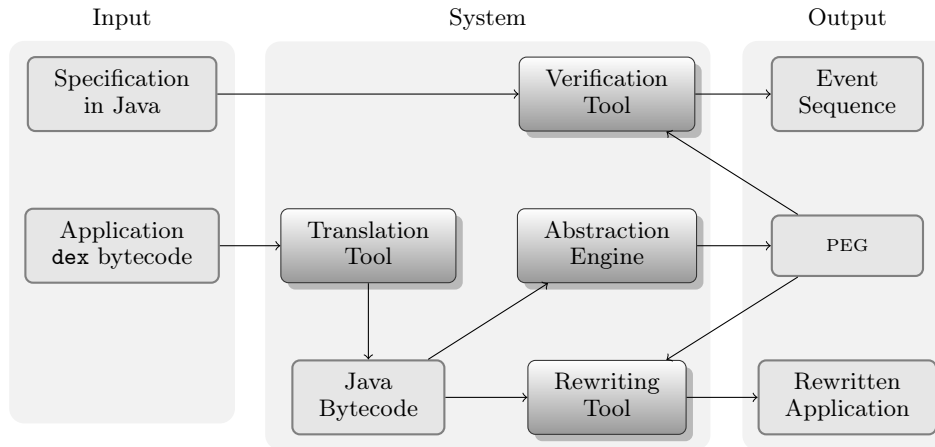 Input
System
Output
Specification
in Java
Verification
Tool
Event
Sequence
Application
dex bytecode
Translation
Tool
Abstraction
Engine
PEG
Java
Bytecode
Rewriting
Tool
Rewritten
Application